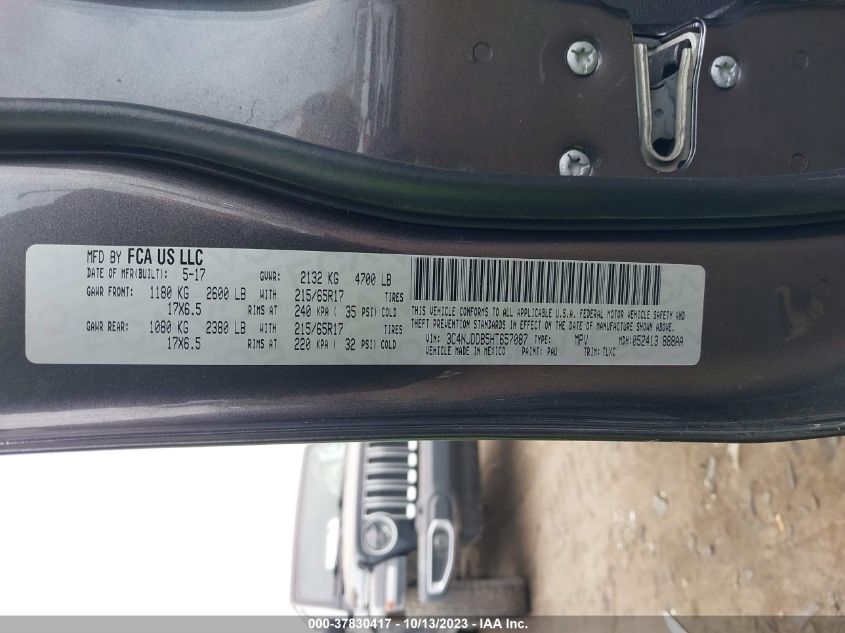 MFD BY FCA US LLC
DATE OF MFR(BUILT): 5-17 GVWR: 2132 KG 4700 LB
GAWR FRONT: 1180 KG 2600 LB WITH 215/65R17 TIRES
17X6.5 RIMS AT 240 KPA ( 35 PSI) COLD
GAWR REAR: 1080 KG 2380 LB WITH 215/65R17 TIRES
17X6.5 RIMS AT 220 KPA ( 32 PSI) COLD
THIS VEHICLE CONFORMS TO ALL APPLICABLE U.S.A. FEDERAL MOTOR VEHICLE SAFETY AND
THEFT PREVENTION STANDARDS IN EFFECT ON THE DATE OF MANUFACTURE SHOWN ABOVE.
VIN: 3C4NJDDB5HT657087 TYPE: MPV MDH: 052413 888AA
VEHICLE MADE IN MEXICO PAINT: PAU TRIM: TLXC
000-37830417 - 10/13/2023 - Copyright © IAA, Inc.